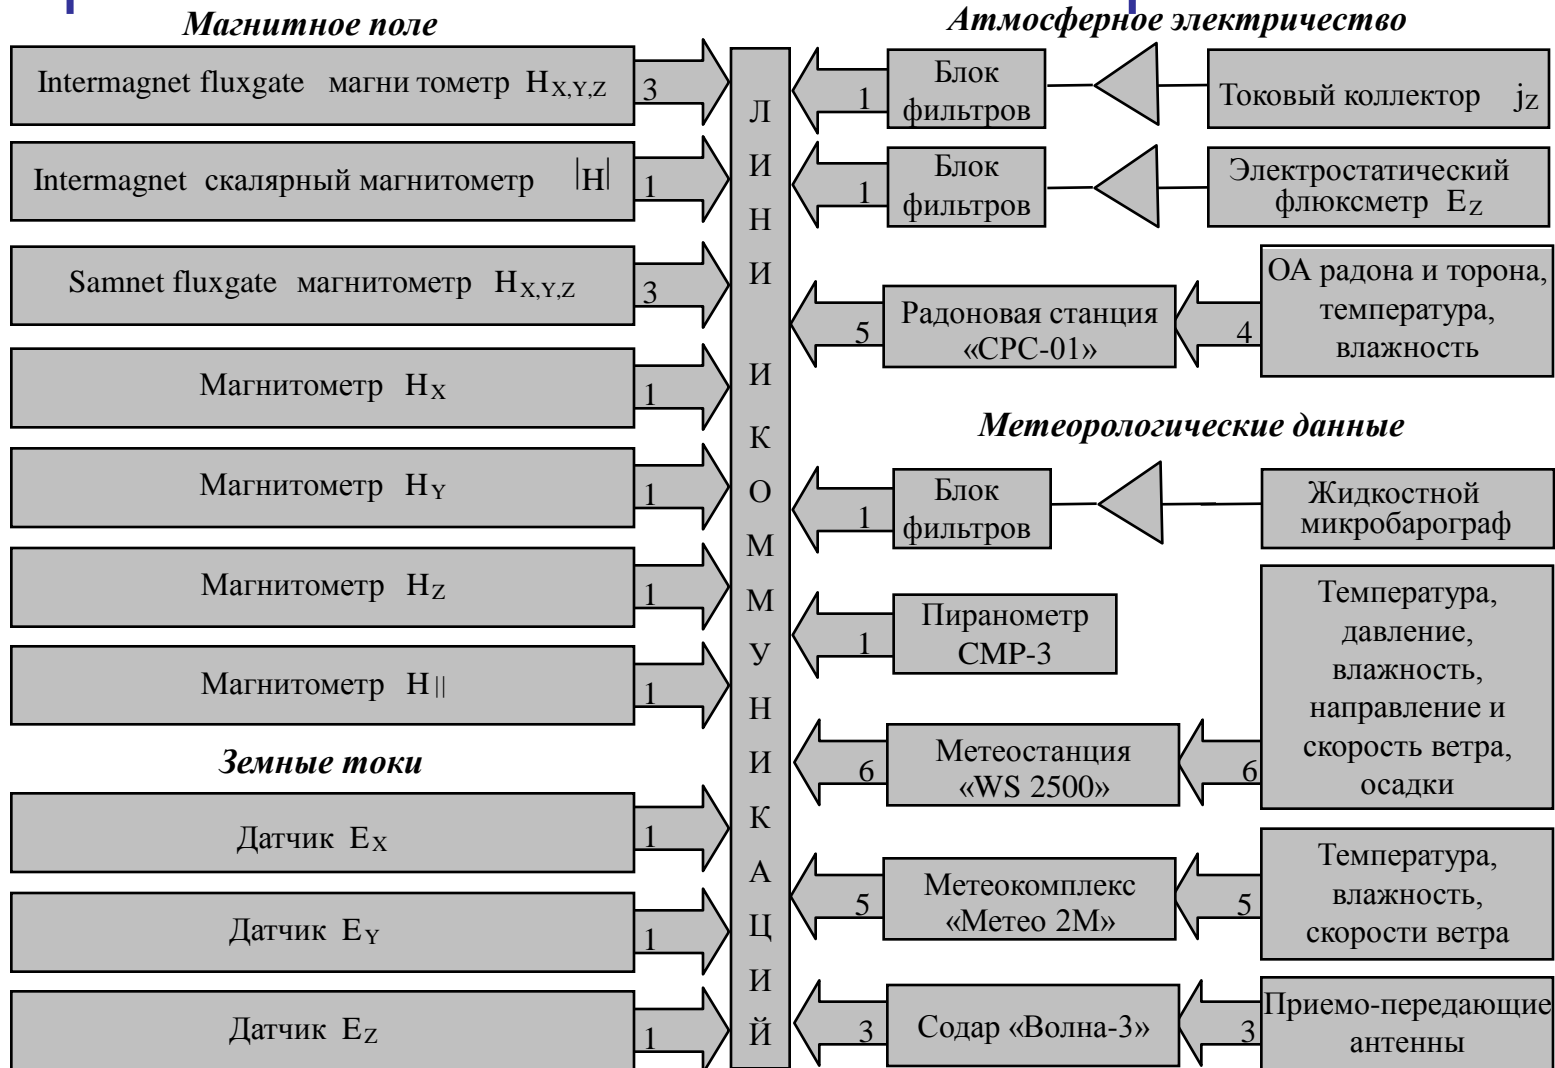 Магнитное поле
Intermagnet fluxgate магни тометр HX,Y,Z
3
Intermagnet скалярный магнитометр |H|
1
Samnet fluxgate магнитометр HX,Y,Z
3
Магнитометр HX
1
Магнитометр HY
1
Магнитометр HZ
1
Магнитометр H||
1
Земные токи
Датчик EX
1
Датчик EY
1
Датчик EZ
1
ЛИНИИ КОММУНИКАЦИЙ
Атмосферное электричество
1
Блок
фильтров
Токовый коллектор jZ
1
Блок
фильтров
Электростатический
флюксметр EZ
5
Радоновая станция
«СРС-01»
4
ОА радона и торона,
температура,
влажность
Метеорологические данные
1
Блок
фильтров
Жидкостной
микробарограф
1
Пиранометр
СМР-3
6
Метеостанция
«WS 2500»
6
Температура,
давление,
влажность,
направление и
скорость ветра,
осадки
5
Метеокомплекс
«Метео 2М»
5
Температура,
влажность,
скорости ветра
3
Содар «Волна-3»
3
Приемо-передающие
антенны